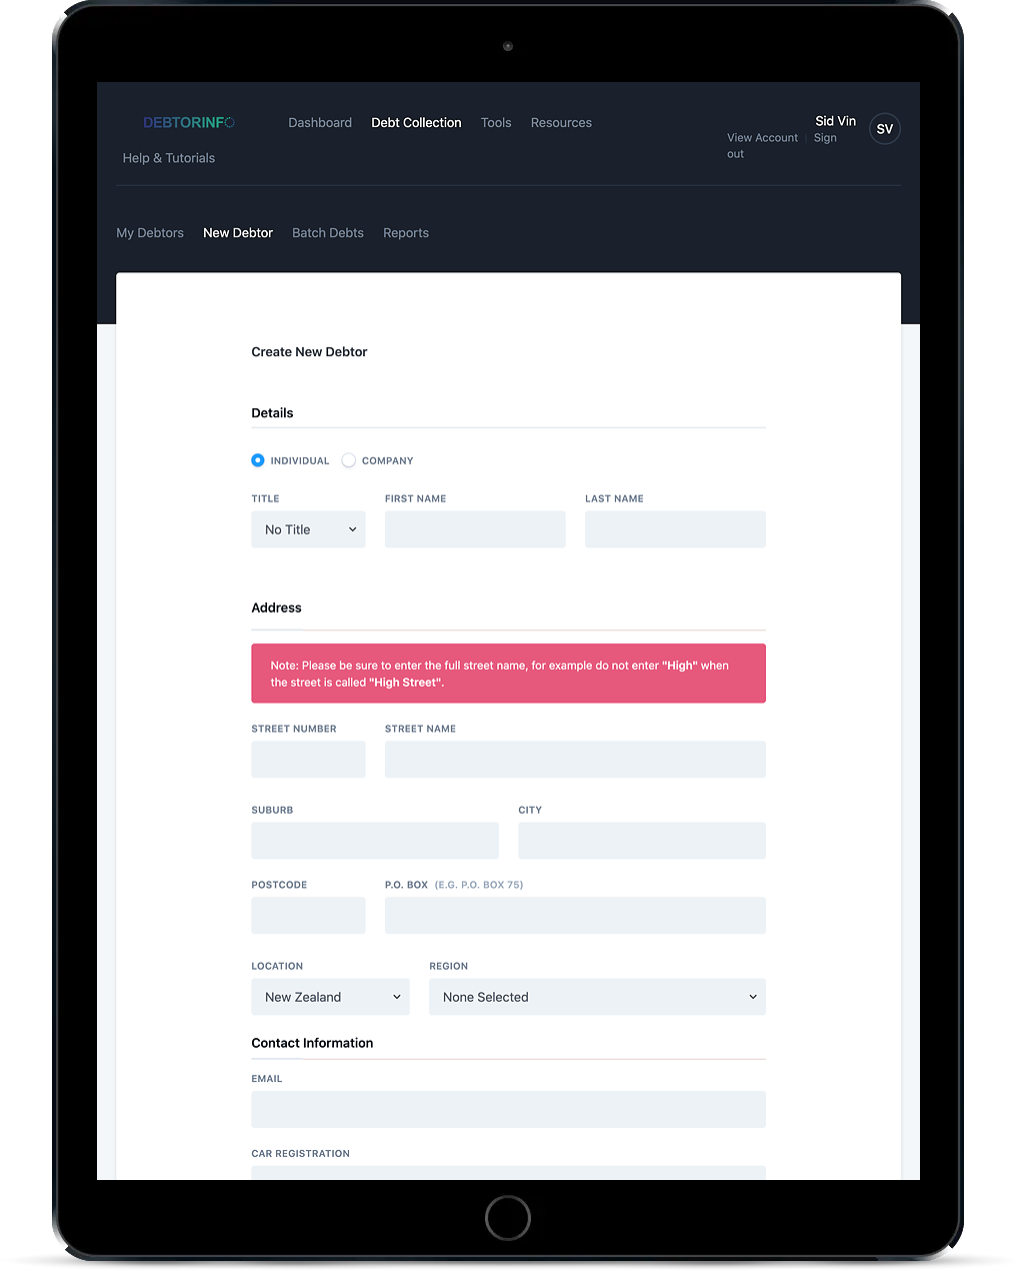 DEBTORINFO Dashboard Debt Collection Tools Resources
Sid Vin
SV
View Account Sign
out
Help & Tutorials
My Debtors New Debtor Batch Debts Reports
Create New Debtor
Details
INDIVIDUAL COMPANY
TITLE FIRST NAME LAST NAME
No Title
Address
Note: Please be sure to enter the full street name, for example do not enter "High" when
the street is called "High Street".
STREET NUMBER STREET NAME
SUBURB CITY
POSTCODE P.O. BOX (E.G. P.O. BOX 75)
LOCATION REGION
New Zealand None Selected
Contact Information
EMAIL
CAR REGISTRATION